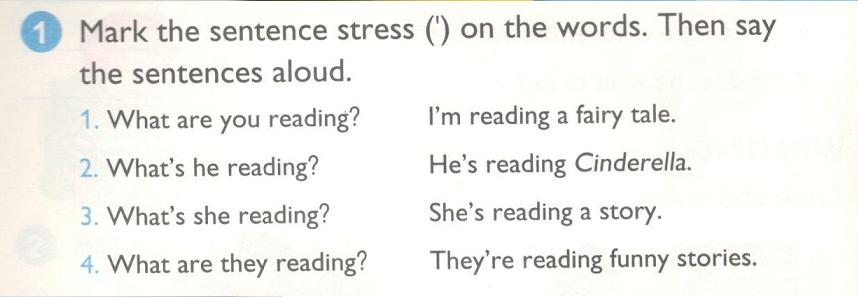 1 Mark the sentence stress (') on the words. Then say
the sentences aloud.
1. What are you reading? I'm reading a fairy tale.
2. What's he reading? He's reading Cinderella.
3. What's she reading? She's reading a story.
4. What are they reading? They're reading funny stories.